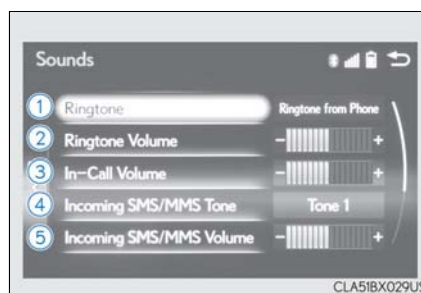 Sounds
1 Ringtone Ringtone from Phone
2 Ringtone Volume - +
3 In-Call Volume - +
4 Incoming SMS/MMS Tone Tone 1
5 Incoming SMS/MMS Volume - +
CLA51BX029US